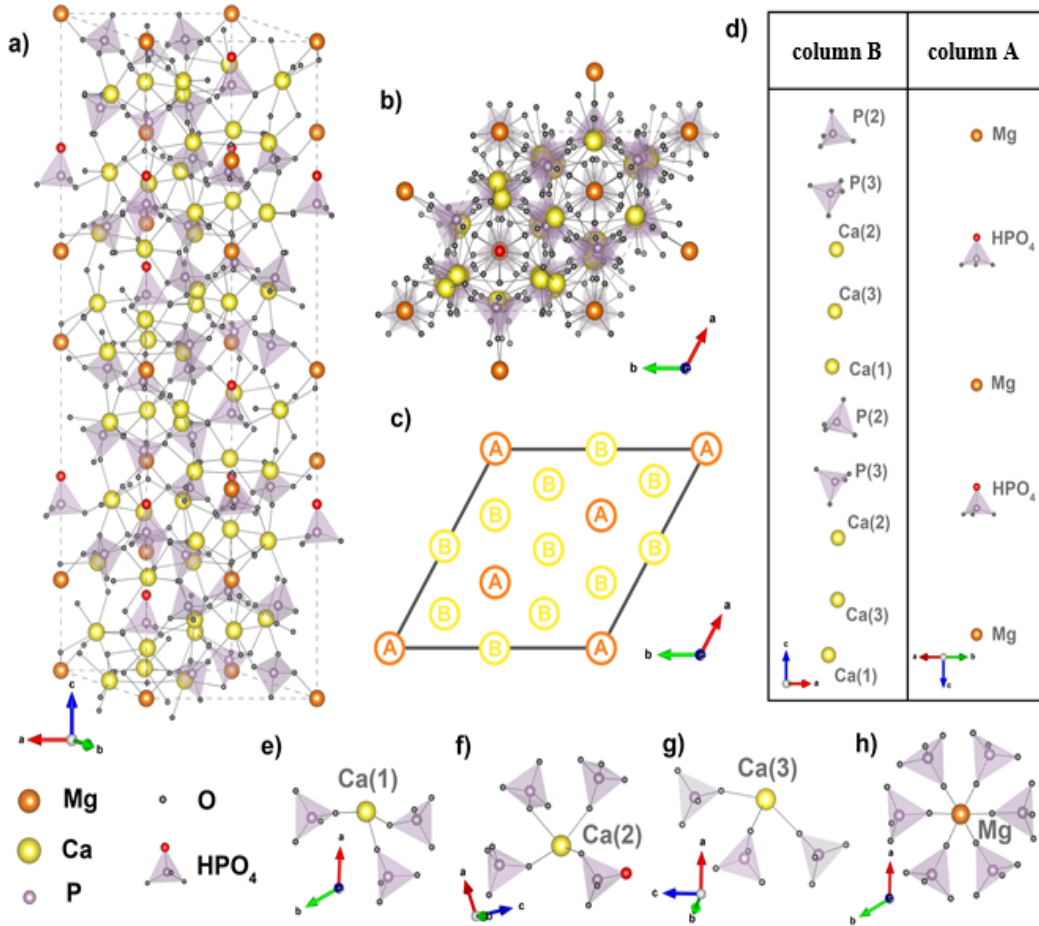 a)
c
a
b
Mg
O
Ca
HPO4
P
b)
a
b
c)
A
B
A
B
B
B
A
B
B
B
A
B
B
B
A
B
A
a
b
d)
column B
column A
P(2)
Mg
P(3)
HPO4
Ca(2)
Ca(3)
Ca(1)
Mg
P(2)
P(3)
HPO4
Ca(2)
Ca(3)
Mg
Ca(1)
c
a
a
b
c
e)
Ca(1)
a
b
f)
Ca(2)
a
b
c
g)
Ca(3)
a
c
b
h)
Mg
a
b